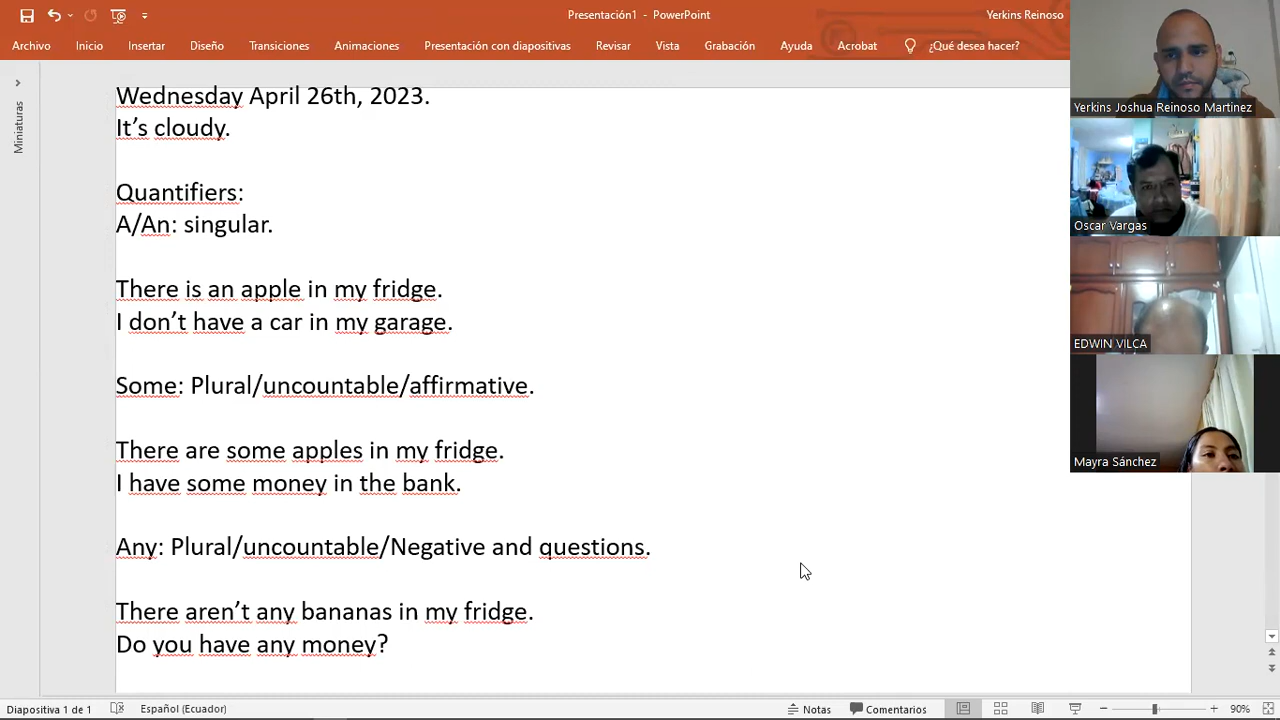 Presentación1 - PowerPoint
Yerkins Reinoso
Archivo Inicio Insertar Diseño Transiciones Animaciones Presentación con diapositivas Revisar Vista Grabación Ayuda Acrobat ¿Qué desea hacer?
Miniaturas
Wednesday April 26th, 2023.
It's cloudy.
Quantifiers:
A/An: singular.
There is an apple in my fridge.
I don't have a car in my garage.
Some: Plural/uncountable/affirmative.
There are some apples in my fridge.
I have some money in the bank.
Any: Plural/uncountable/Negative and questions.
There aren't any bananas in my fridge.
Do you have any money?
Yerkins Joshua Reinoso Martinez
Oscar Vargas
EDWIN VILCA
Mayra Sánchez
Diapositiva 1 de 1 Español (Ecuador) Notas Comentarios 90%